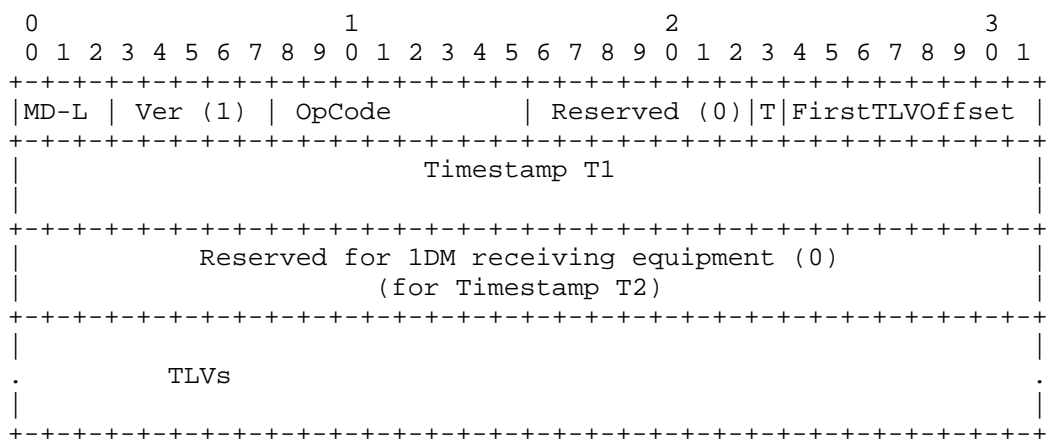 0                   1                   2                   3
 0 1 2 3 4 5 6 7 8 9 0 1 2 3 4 5 6 7 8 9 0 1 2 3 4 5 6 7 8 9 0 1
+-+-+-+-+-+-+-+-+-+-+-+-+-+-+-+-+-+-+-+-+-+-+-+-+-+-+-+-+-+-+-+-+
|MD-L | Ver (1) | OpCode        | Reserved (0)|T|FirstTLVOffset |
+-+-+-+-+-+-+-+-+-+-+-+-+-+-+-+-+-+-+-+-+-+-+-+-+-+-+-+-+-+-+-+-+
|                         Timestamp T1                          |
|                                                               |
+-+-+-+-+-+-+-+-+-+-+-+-+-+-+-+-+-+-+-+-+-+-+-+-+-+-+-+-+-+-+-+-+
|           Reserved for 1DM receiving equipment (0)            |
|                      (for Timestamp T2)                       |
+-+-+-+-+-+-+-+-+-+-+-+-+-+-+-+-+-+-+-+-+-+-+-+-+-+-+-+-+-+-+-+-+
|                                                               |
.         TLVs                                                  .
|                                                               |
+-+-+-+-+-+-+-+-+-+-+-+-+-+-+-+-+-+-+-+-+-+-+-+-+-+-+-+-+-+-+-+-+